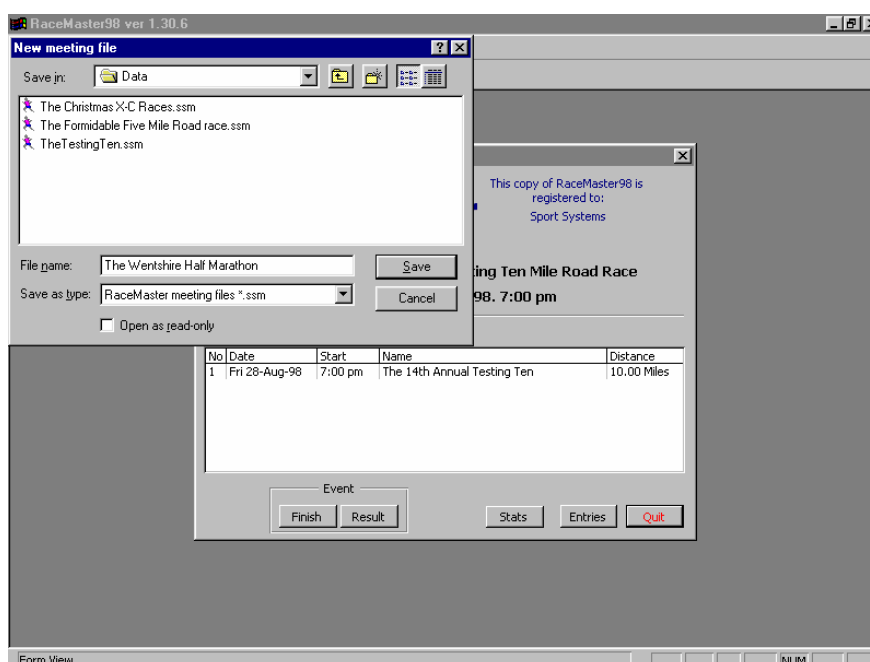 RaceMaster98 ver 1.30.6
New meeting file
Save in: Data
The Christmas X-C Races.ssm
The Formidable Five Mile Road race.ssm
TheTestingTen.ssm
File name: The Wentshire Half Marathon Save
Save as type: RaceMaster meeting files *.ssm Cancel
Open as read-only
This copy of RaceMaster98 is
registered to:
Sport Systems
ing Ten Mile Road Race
98. 7:00 pm
No Date Start Name Distance
1 Fri 28-Aug-98 7:00 pm The 14th Annual Testing Ten 10.00 Miles
Event
Finish Result Stats Entries Quit
Form View NUM